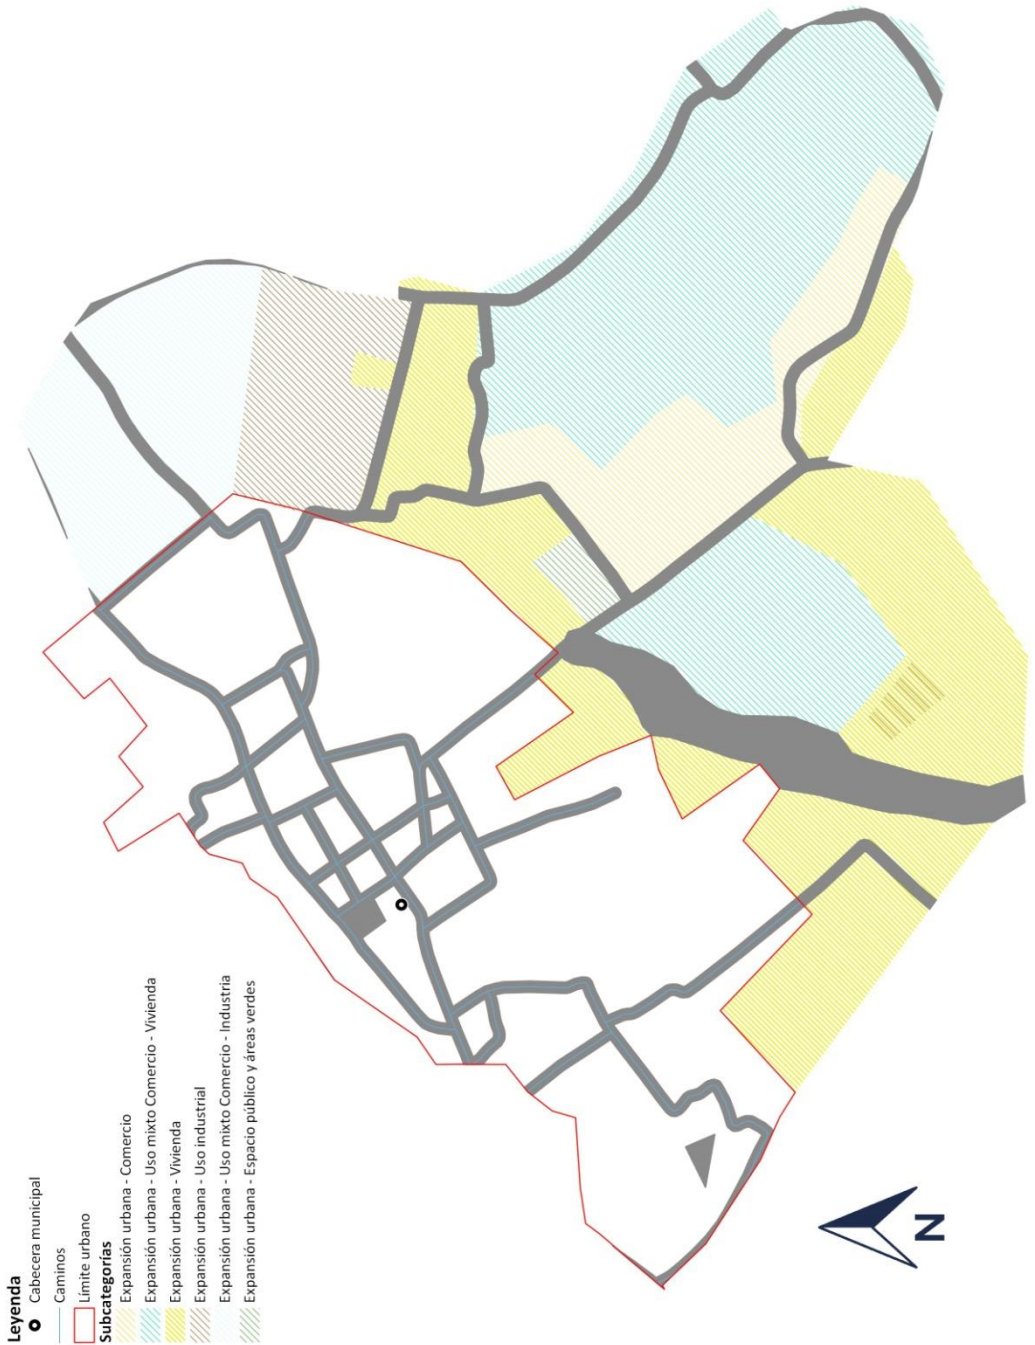 Leyenda
Cabecera municipal
Caminos
Límite urbano
Subcategorías
Expansión urbana - Comercio
Expansión urbana - Uso mixto Comercio - Vivienda
Expansión urbana - Vivienda
Expansión urbana - Uso industrial
Expansión urbana - Uso mixto Comercio - Industria
Expansión urbana - Espacio público y áreas verdes
N